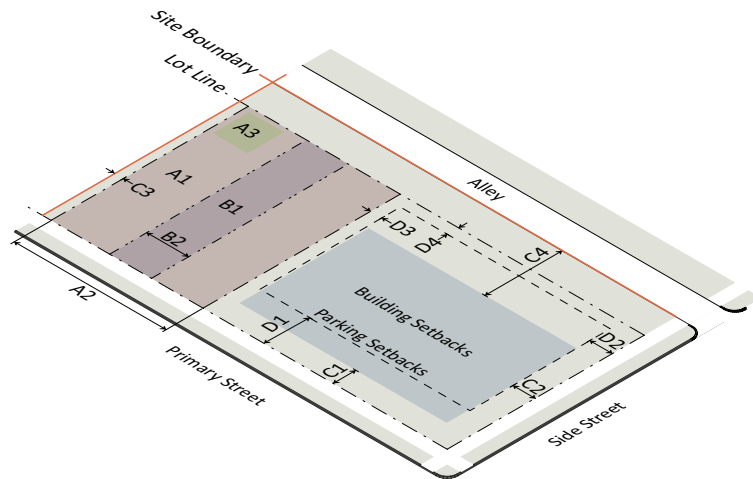 Site Boundary
Lot Line
A3
A1
C3
B1
B2
A2
Alley
D3
D4
C4
Building Setbacks
Parking Setbacks
D1
D2
C1
C2
Primary Street
Side Street